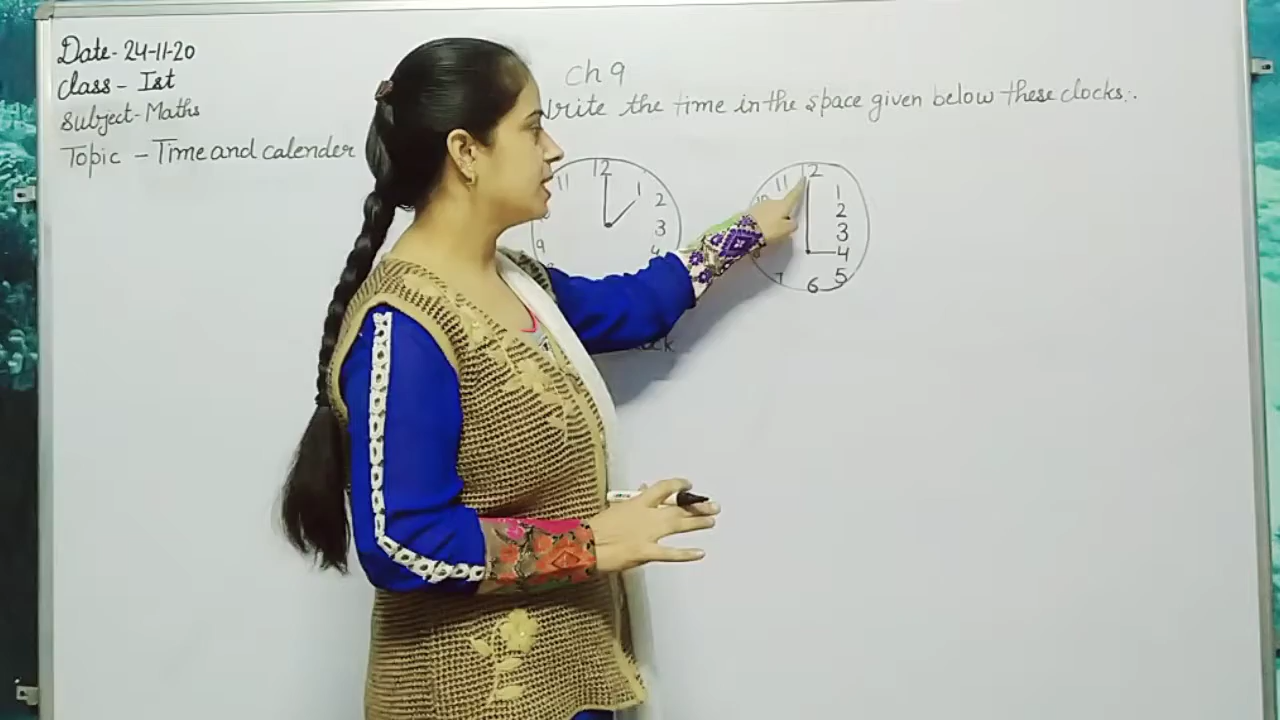 Date- 24-11-20
Class- Ist
Subject- Maths
Topic - Time and calender
Ch 9
Write the time in the space given below these clocks:.
12
11
1
2
3
4
9
12
11
10
1
2
3
4
5
6
7